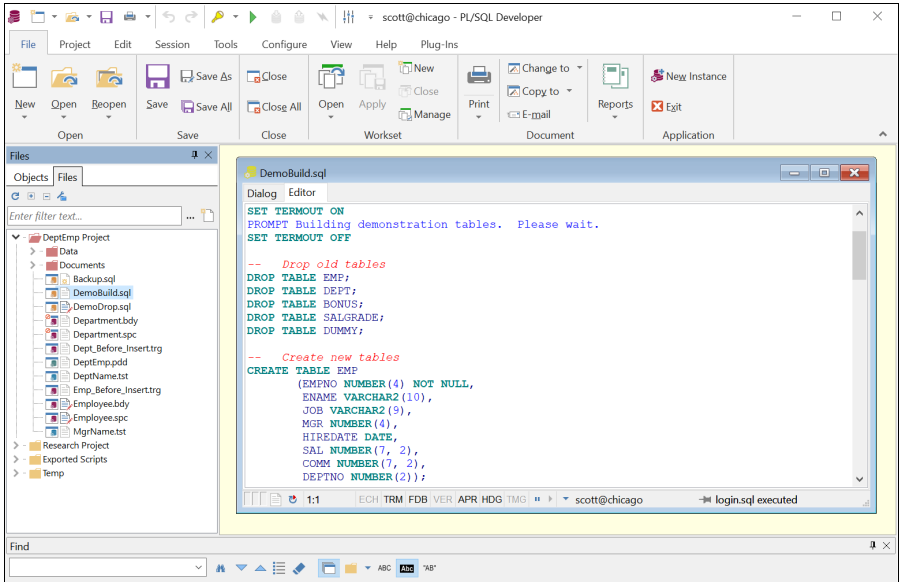 scott@chicago - PL/SQL Developer
File Project Edit Session Tools Configure View Help Plug-Ins
New Open Reopen Save Save As Save All Close Close All Open Apply New Close Manage Print Change to Copy to E-mail Reports New Instance Exit
Open Save Close Workset Document Application
Files
Objects Files
Enter filter text... ...
DeptEmp Project
Data
Documents
Backup.sql
DemoBuild.sql
DemoDrop.sql
Department.bdy
Department.spc
Dept_Before_Insert.trg
DeptEmp.pdd
DeptName.tst
Emp_Before_Insert.trg
Employee.bdy
Employee.spc
MgrName.tst
Research Project
Exported Scripts
Temp
DemoBuild.sql
Dialog Editor
SET TERMOUT ON
PROMPT Building demonstration tables.  Please wait.
SET TERMOUT OFF
--   Drop old tables
DROP TABLE EMP;
DROP TABLE DEPT;
DROP TABLE BONUS;
DROP TABLE SALGRADE;
DROP TABLE DUMMY;
--   Create new tables
CREATE TABLE EMP
(EMPNO NUMBER(4) NOT NULL,
ENAME VARCHAR2(10),
JOB VARCHAR2(9),
MGR NUMBER(4),
HIREDATE DATE,
SAL NUMBER(7, 2),
COMM NUMBER(7, 2),
DEPTNO NUMBER(2));
1:1 ECH TRM FDB VER APR HDG TMG scott@chicago login.sql executed
Find
ABC Abc "AB"